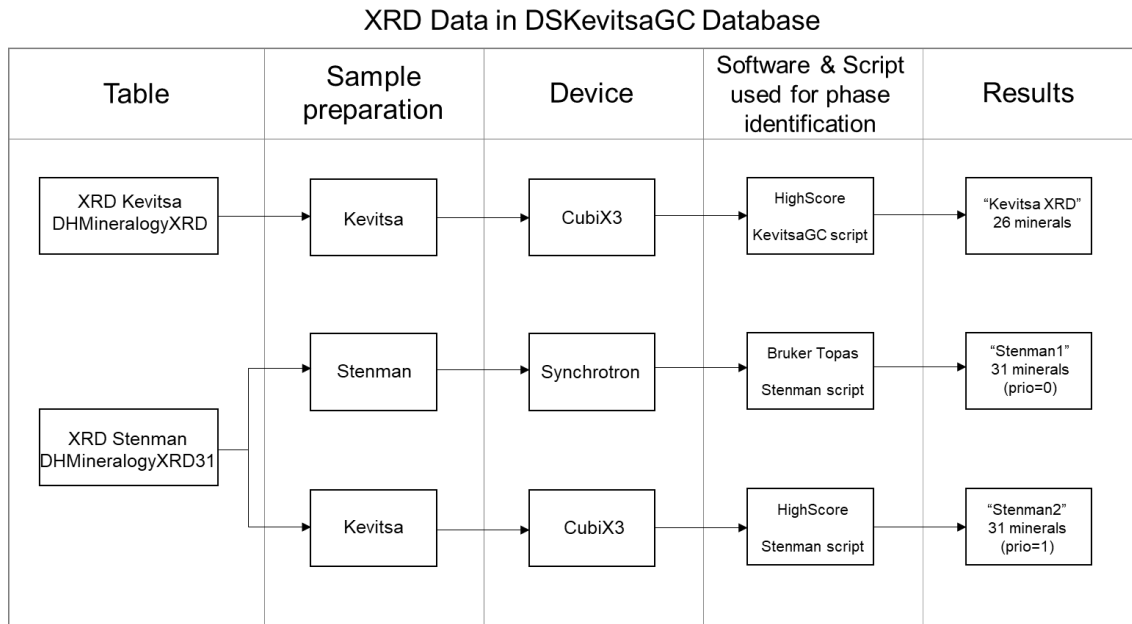 XRD Data in DSKevitsaGC Database
Table
Sample
preparation
Device
Software & Script
used for phase
identification
Results
XRD Kevitsa
DHMineralogyXRD
Kevitsa
CubiX3
HighScore
KevitsaGC script
“Kevitsa XRD”
26 minerals
XRD Stenman
DHMineralogyXRD31
Stenman
Synchrotron
Bruker Topas
Stenman script
“Stenman1”
31 minerals
(prio=0)
Kevitsa
CubiX3
HighScore
Stenman script
“Stenman2”
31 minerals
(prio=1)